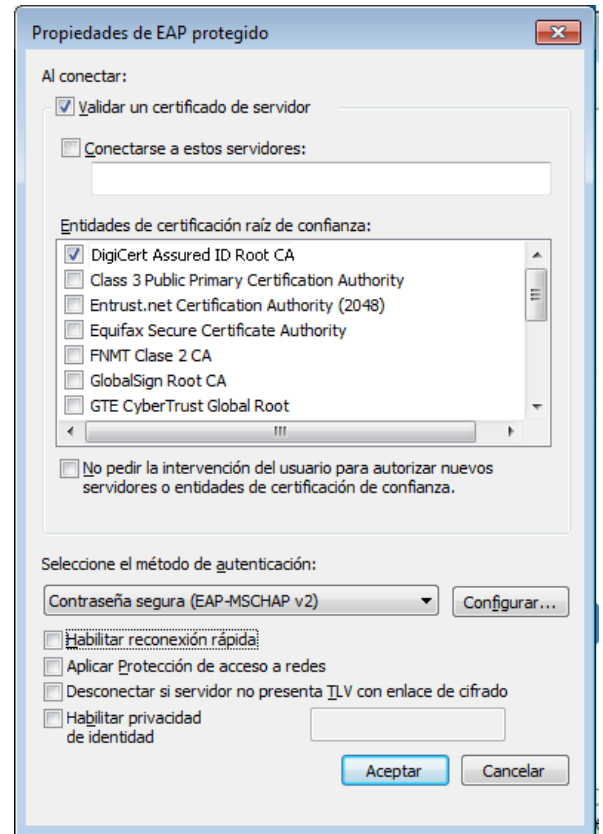 Propiedades de EAP protegido
Al conectar:
Validar un certificado de servidor
Conectarse a estos servidores:
Entidades de certificación raíz de confianza:
DigiCert Assured ID Root CA
Class 3 Public Primary Certification Authority
Entrust.net Certification Authority (2048)
Equifax Secure Certificate Authority
FNMT Clase 2 CA
GlobalSign Root CA
GTE CyberTrust Global Root
No pedir la intervención del usuario para autorizar nuevos
servidores o entidades de certificación de confianza.
Seleccione el método de autenticación:
Contraseña segura (EAP-MSCHAP v2)
Configurar...
Habilitar reconexión rápida
Aplicar Protección de acceso a redes
Desconectar si servidor no presenta TLV con enlace de cifrado
Habilitar privacidad
de identidad
Aceptar
Cancelar